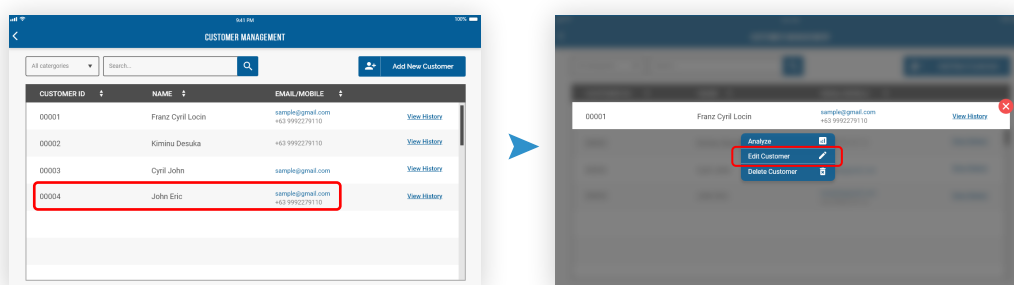 9:41 PM
100%
CUSTOMER MANAGEMENT
All catergories
Search...
Add New Customer
CUSTOMER ID NAME EMAIL/MOBILE
00001 Franz Cyril Locin sample@gmail.com View History
+63 9992279110
00002 Kiminu Desuka +63 9992279110 View History
00003 Cyril John sample@gmail.com View History
00004 John Eric sample@gmail.com View History
+63 9992279110
00001 Franz Cyril Locin sample@gmail.com View History
+63 9992279110
Analyze
Edit Customer
Delete Customer